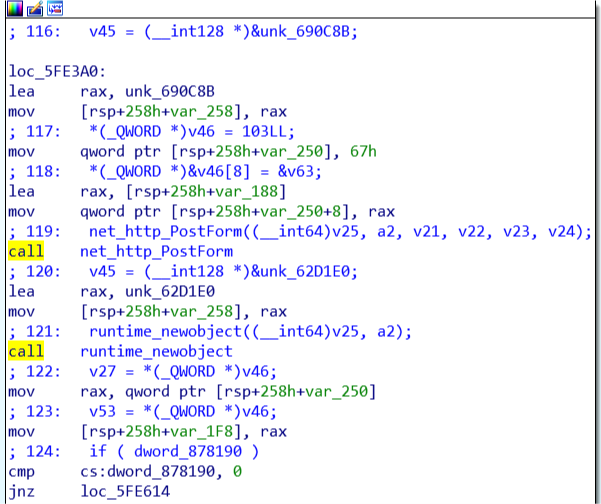 ; 116:   v45 = (__int128 *)&unk_690C8B;
loc_5FE3A0:
lea     rax, unk_690C8B
mov     [rsp+258h+var_258], rax
; 117:   *(_QWORD *)v46 = 103LL;
mov     qword ptr [rsp+258h+var_250], 67h
; 118:   *(_QWORD *)&v46[8] = &v63;
lea     rax, [rsp+258h+var_188]
mov     qword ptr [rsp+258h+var_250+8], rax
; 119:   net_http_PostForm((__int64)v25, a2, v21, v22, v23, v24);
call    net_http_PostForm
; 120:   v45 = (__int128 *)&unk_62D1E0;
lea     rax, unk_62D1E0
mov     [rsp+258h+var_258], rax
; 121:   runtime_newobject((__int64)v25, a2);
call    runtime_newobject
; 122:   v27 = *(_QWORD *)v46;
mov     rax, qword ptr [rsp+258h+var_250]
; 123:   v53 = *(_QWORD *)v46;
mov     [rsp+258h+var_1F8], rax
; 124:   if ( dword_878190 )
cmp     cs:dword_878190, 0
jnz     loc_5FE614